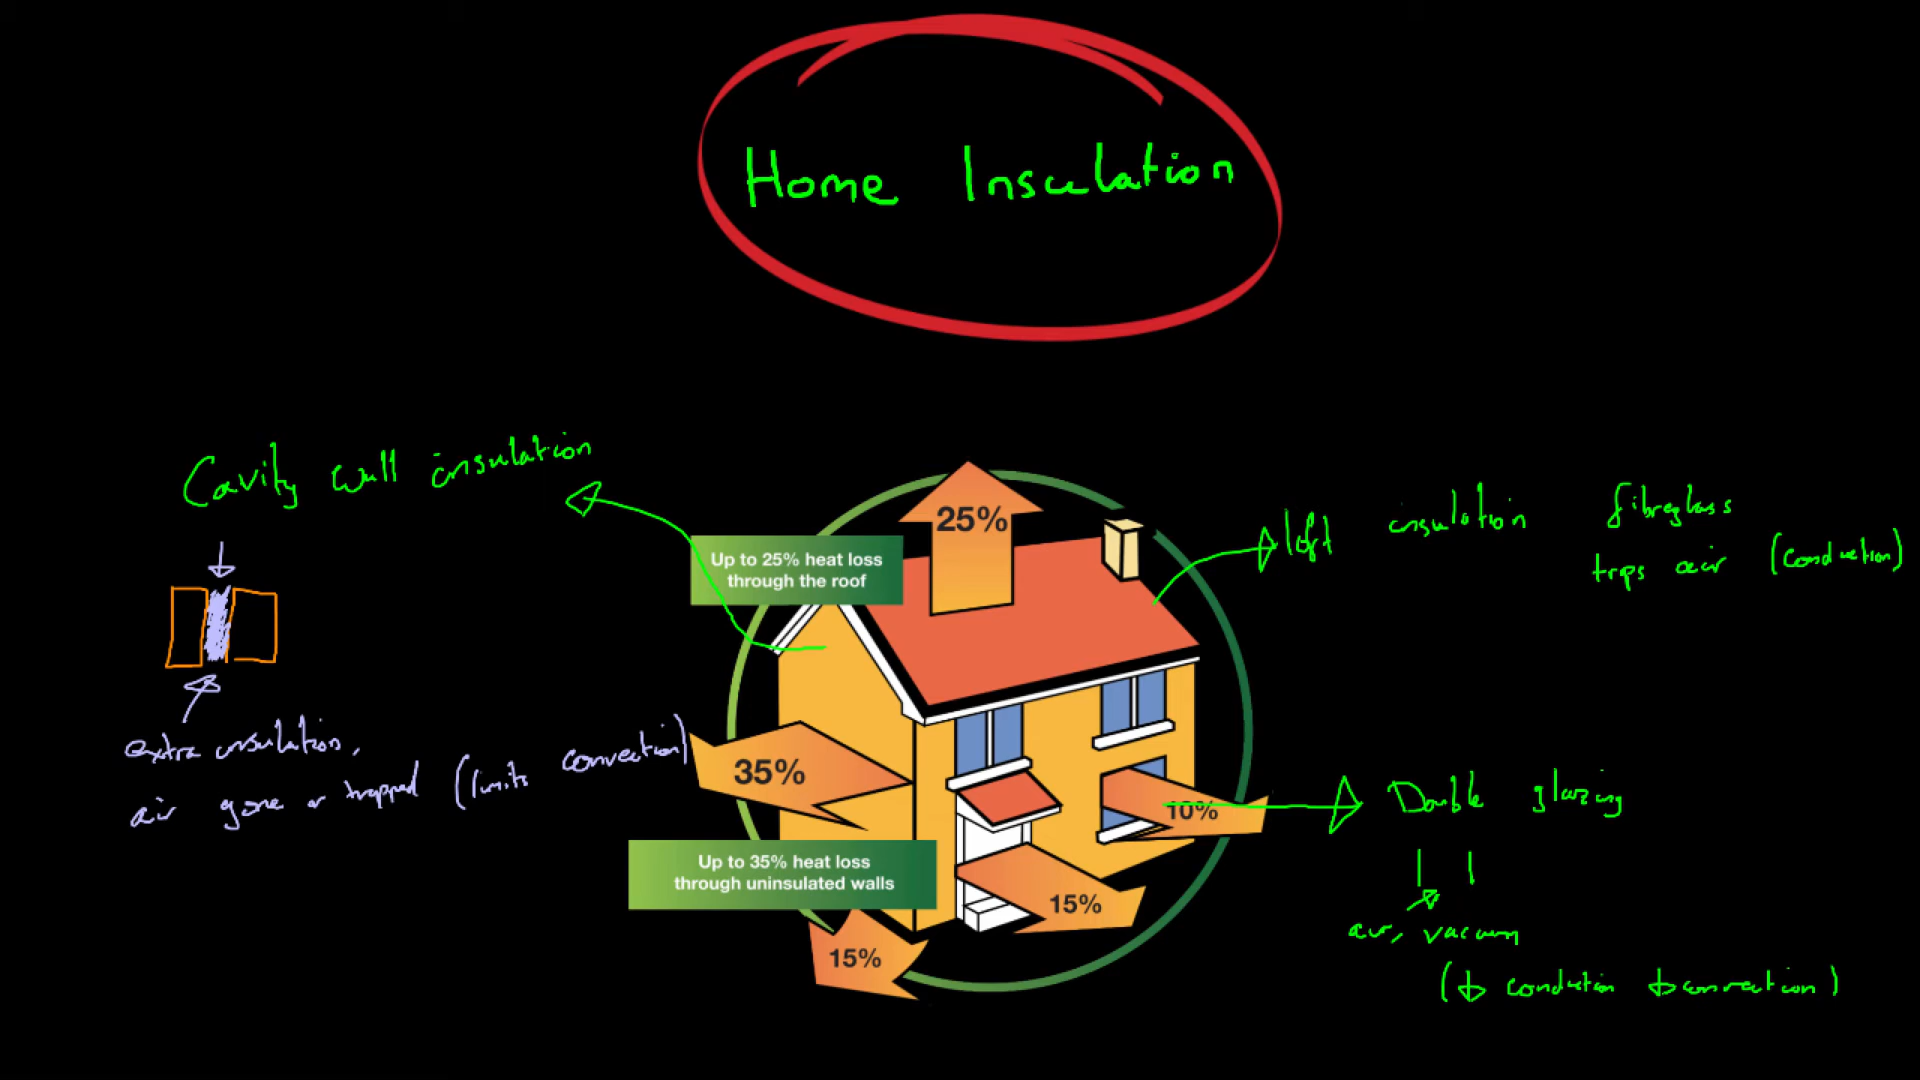 Home Insulation
Cavity wall insulation
25%
Up to 25% heat loss
through the roof
loft insulation fibreglass
traps air (conduction)
extra insulation,
air gone or trapped (limits convection)
35%
10%
Double glazing
Up to 35% heat loss
through uninsulated walls
15%
air, vacuum
15%
(↓ conduction ↓ convection)